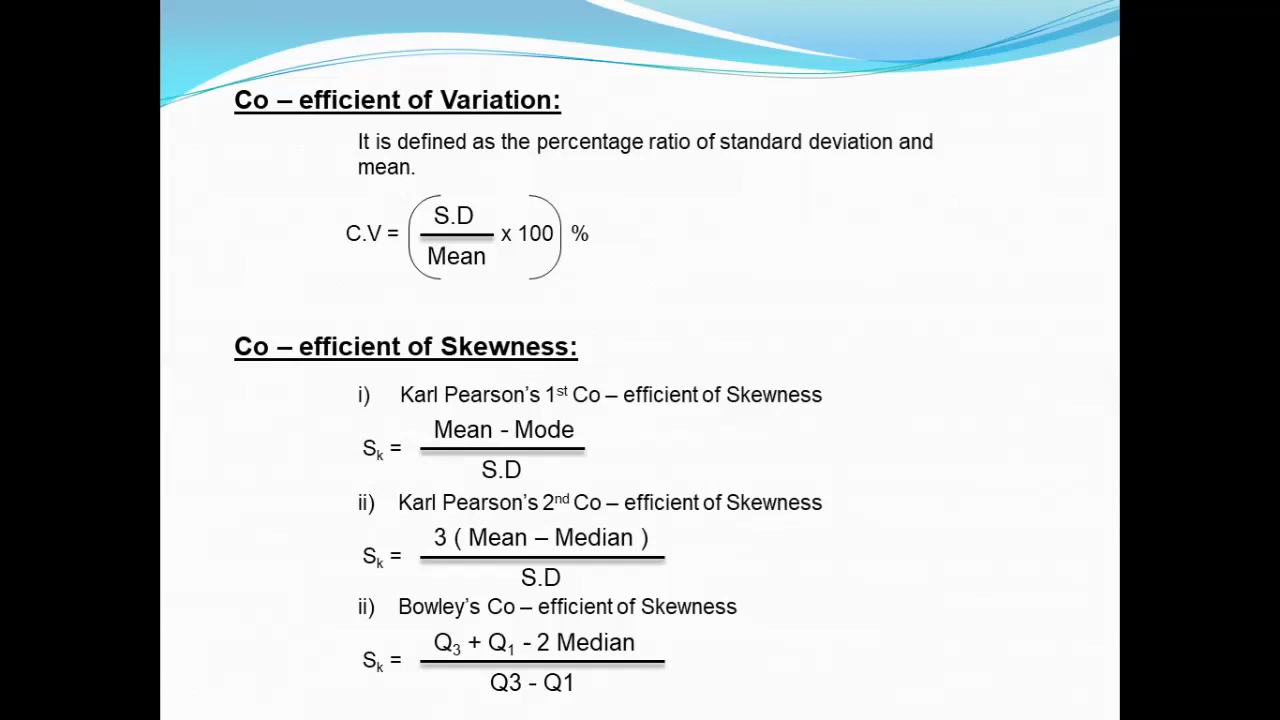 Co – efficient of Variation:
It is defined as the percentage ratio of standard deviation and
mean.
C.V = ( S.D / Mean x 100 ) %
Co – efficient of Skewness:
i) Karl Pearson's 1st Co – efficient of Skewness
Sk = Mean - Mode / S.D
ii) Karl Pearson's 2nd Co – efficient of Skewness
Sk = 3 ( Mean – Median ) / S.D
ii) Bowley's Co – efficient of Skewness
Sk = Q3 + Q1 - 2 Median / Q3 - Q1